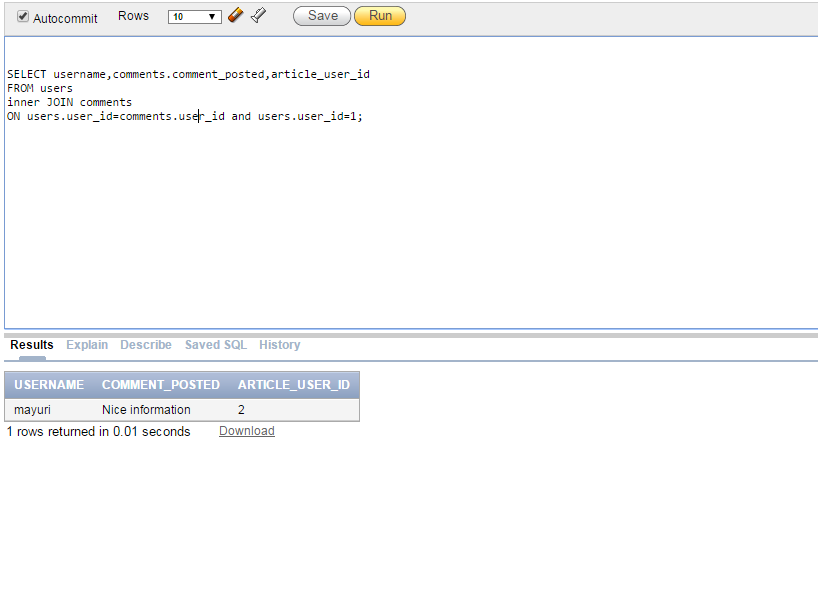 Autocommit Rows 10 Save Run
SELECT username,comments.comment_posted,article_user_id
FROM users
inner JOIN comments
ON users.user_id=comments.user_id and users.user_id=1;
Results Explain Describe Saved SQL History
USERNAME COMMENT_POSTED ARTICLE_USER_ID
mayuri Nice information 2
1 rows returned in 0.01 seconds Download